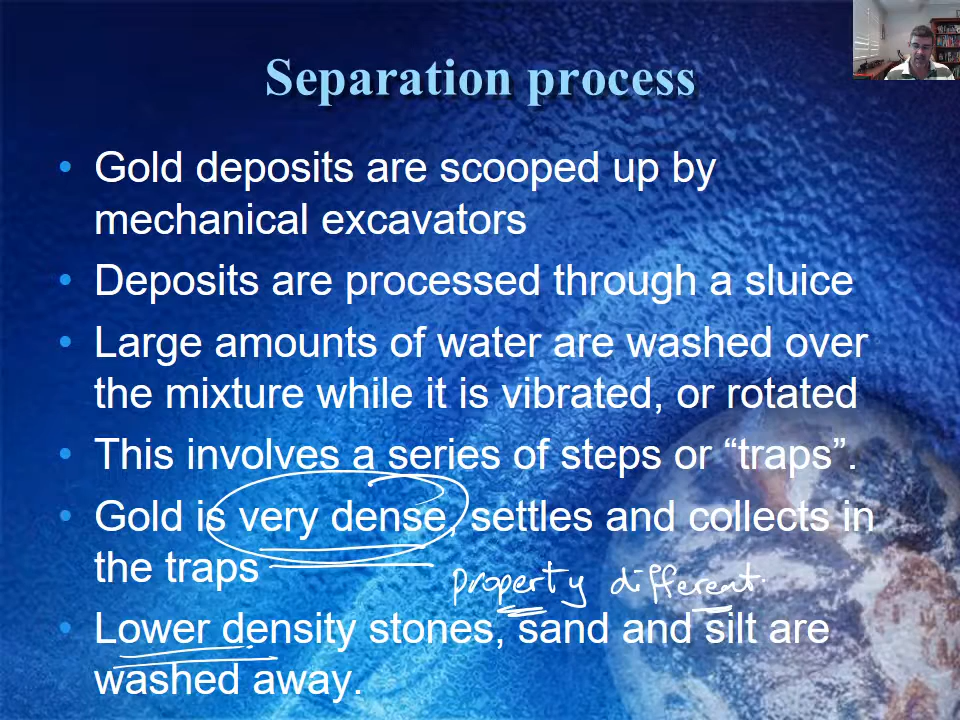 Separation process
• Gold deposits are scooped up by
mechanical excavators
• Deposits are processed through a sluice
• Large amounts of water are washed over
the mixture while it is vibrated, or rotated
• This involves a series of steps or “traps”.
• Gold is very dense, settles and collects in
the traps
property different.
• Lower density stones, sand and silt are
washed away.